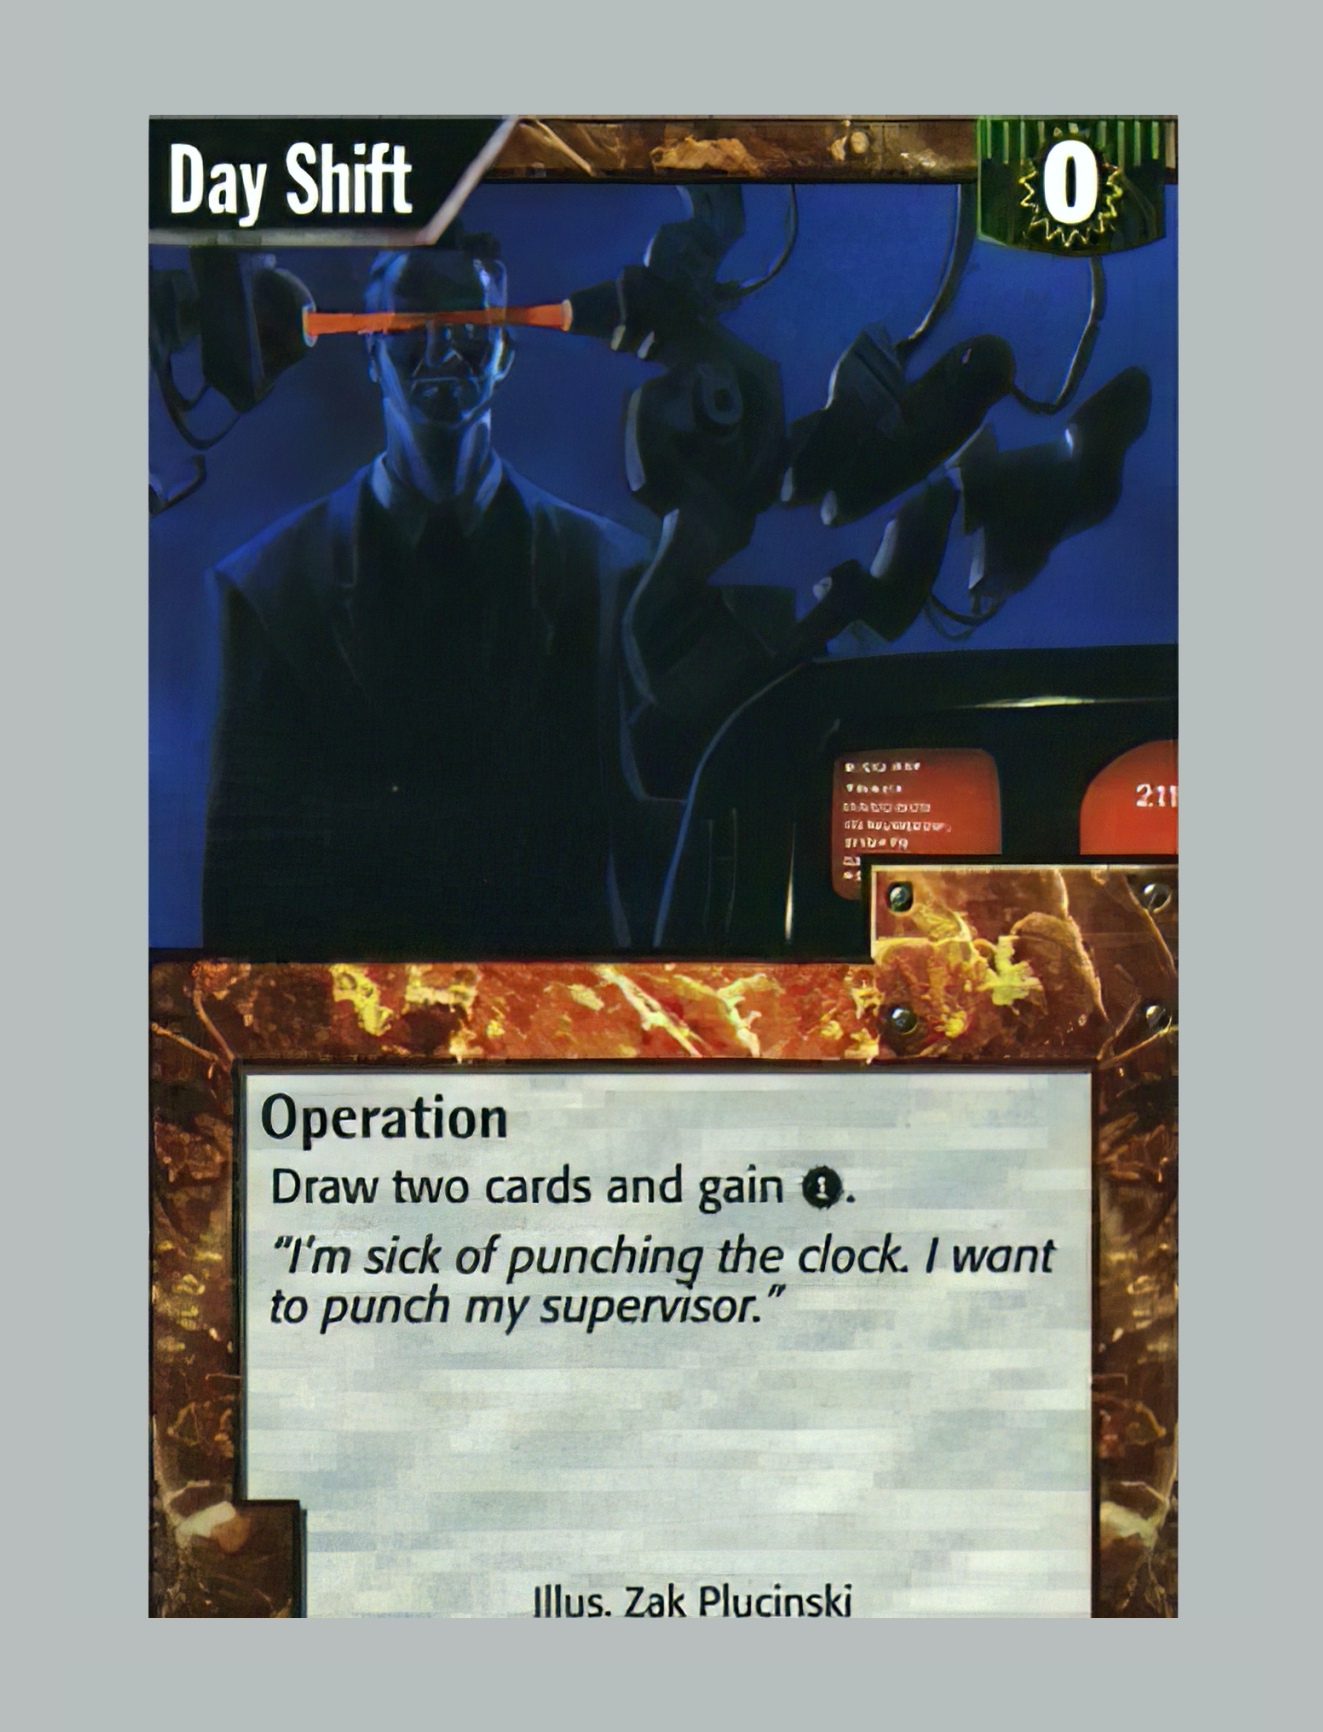 Day Shift
0
211
Operation
Draw two cards and gain 1.
"I'm sick of punching the clock. I want
to punch my supervisor."
Illus. Zak Plucinski